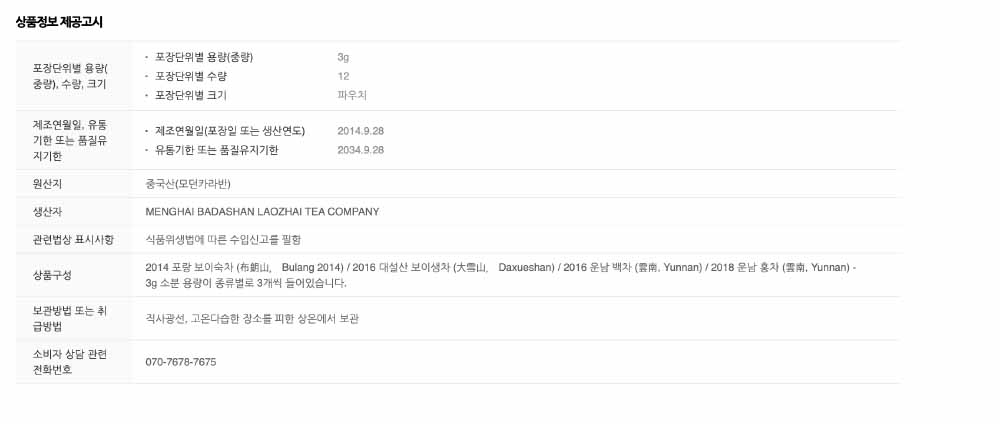 상품정보 제공고시
포장단위별 용량(
중량), 수량, 크기
· 포장단위별 용량(중량) 3g
· 포장단위별 수량 12
· 포장단위별 크기 파우치
제조연월일, 유통
기한 또는 품질유
지기한
· 제조연월일(포장일 또는 생산연도) 2014.9.28
· 유통기한 또는 품질유지기한 2034.9.28
원산지 중국산(모던카라반)
생산자 MENGHAI BADASHAN LAOZHAI TEA COMPANY
관련법상 표시사항 식품위생법에 따른 수입신고를 필함
상품구성
2014 포랑 보이숙차 (布朗山, Bulang 2014) / 2016 대설산 보이생차 (大雪山, Daxueshan) / 2016 운남 백차 (雲南, Yunnan) / 2018 운남 홍차 (雲南, Yunnan) -
3g 소분 용량이 종류별로 3개씩 들어있습니다.
보관방법 또는 취
급방법
직사광선, 고온다습한 장소를 피한 상온에서 보관
소비자 상담 관련
전화번호
070-7678-7675